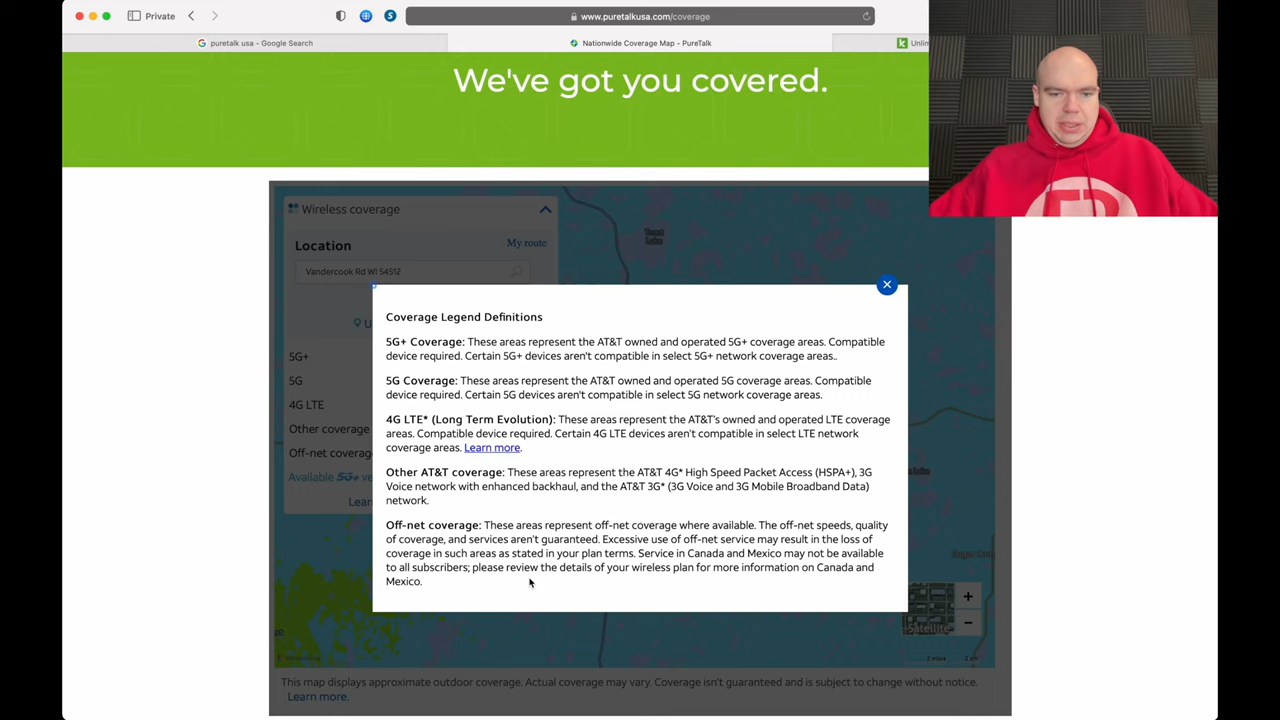 Private
www.puretalkusa.com/coverage
puretalk usa - Google Search
Nationwide Coverage Map - PureTalk
We've got you covered.
Wireless coverage
Location
My route
Vandercook Rd WI 54512
5G+
5G
4G LTE
Other coverage
Off-net coverage
Available 5G+
Coverage Legend Definitions
5G+ Coverage: These areas represent the AT&T owned and operated 5G+ coverage areas. Compatible
device required. Certain 5G+ devices aren't compatible in select 5G+ network coverage areas..
5G Coverage: These areas represent the AT&T owned and operated 5G coverage areas. Compatible
device required. Certain 5G devices aren't compatible in select 5G network coverage areas.
4G LTE* (Long Term Evolution): These areas represent the AT&T's owned and operated LTE coverage
areas. Compatible device required. Certain 4G LTE devices aren't compatible in select LTE network
coverage areas. Learn more.
Other AT&T coverage: These areas represent the AT&T 4G* High Speed Packet Access (HSPA+), 3G
Voice network with enhanced backhaul, and the AT&T 3G* (3G Voice and 3G Mobile Broadband Data)
network.
Off-net coverage: These areas represent off-net coverage where available. The off-net speeds, quality
of coverage, and services aren't guaranteed. Excessive use of off-net service may result in the loss of
coverage in such areas as stated in your plan terms. Service in Canada and Mexico may not be available
to all subscribers; please review the details of your wireless plan for more information on Canada and
Mexico.
Satellite
This map displays approximate outdoor coverage. Actual coverage may vary. Coverage isn't guaranteed and is subject to change without notice.
Learn more.